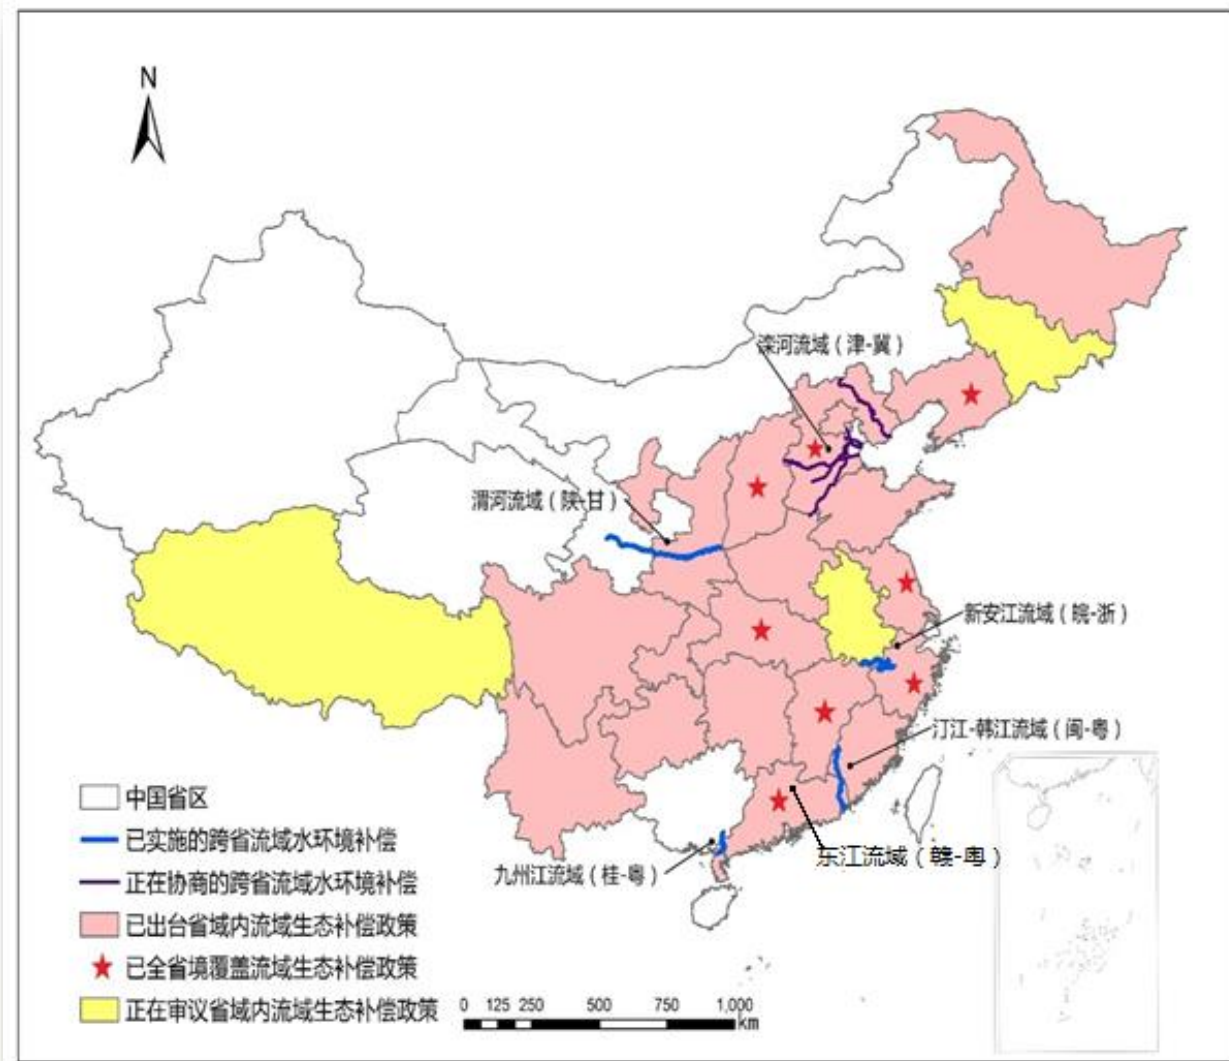 N
滦河流域（津-冀）
渭河流域（陕-甘）
新安江流域（皖-浙）
汀江-韩江流域（闽-粤）
东江流域（赣-粤）
九州江流域（桂-粤）
中国省区
已实施的跨省流域水环境补偿
正在协商的跨省流域水环境补偿
已出台省域内流域生态补偿政策
已全省境覆盖流域生态补偿政策
正在审议省域内流域生态补偿政策
0 125 250 500 750 1,000
km